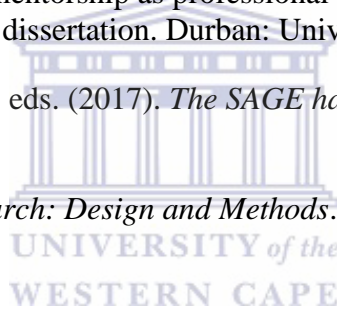 mentorship as professional
dissertation. Durban: Univ
eds. (2017). The SAGE ha
arch: Design and Methods.
UNIVERSITY of the
WESTERN CAPE